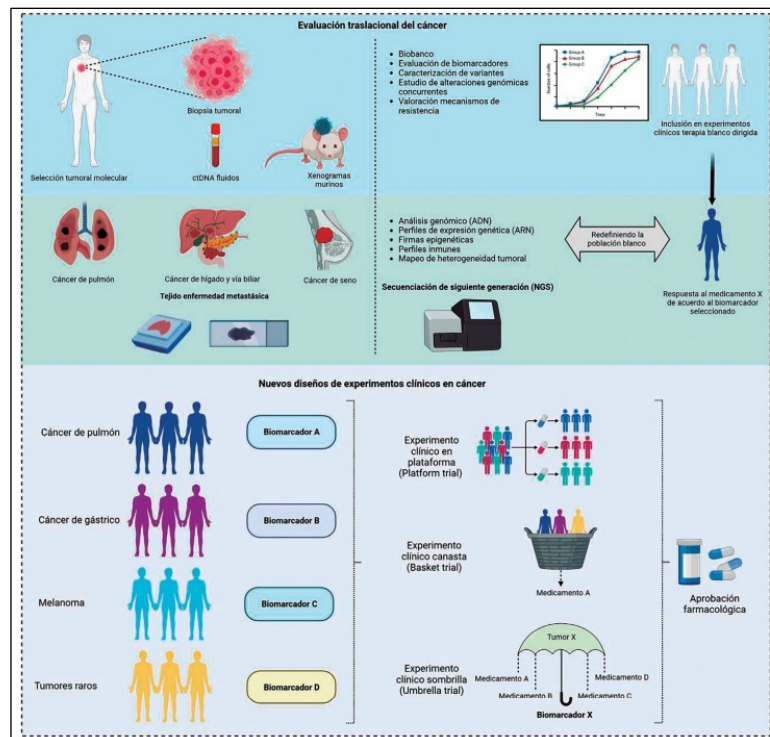 Evaluación traslacional del cáncer
Biopsia tumoral
Selección tumoral molecular
ctDNA fluidos
Xenogramas
murinos
• Biobanco
• Evaluación de biomarcadores
• Caracterización de variantes
• Estudio de alteraciones genómicas
concurrentes
• Valoración mecanismos de
resistencia
Group A
Group B
Group C
Number of cells
Time
Inclusión en experimentos
clínicos terapia blanco dirigida
Cáncer de pulmón
Cáncer de hígado y vía biliar
Cáncer de seno
Tejido enfermedad metastásica
• Análisis genómico (ADN)
• Perfiles de expresión genética (ARN)
• Firmas epigenéticas
• Perfiles inmunes
• Mapeo de heterogeneidad tumoral
Secuenciación de siguiente generación (NGS)
Redefiniendo la
población blanco
Respuesta al medicamento X
de acuerdo al biomarcador
seleccionado
Nuevos diseños de experimentos clínicos en cáncer
Cáncer de pulmón
Biomarcador A
Cáncer de gástrico
Biomarcador B
Melanoma
Biomarcador C
Tumores raros
Biomarcador D
Experimento
clínico en
plataforma
(Platform trial)
Experimento
clínico canasta
(Basket trial)
Medicamento A
Experimento
clínico sombrilla
(Umbrella trial)
Tumor X
Medicamento A
Medicamento B
Medicamento C
Medicamento D
Biomarcador X
Aprobación
farmacológica